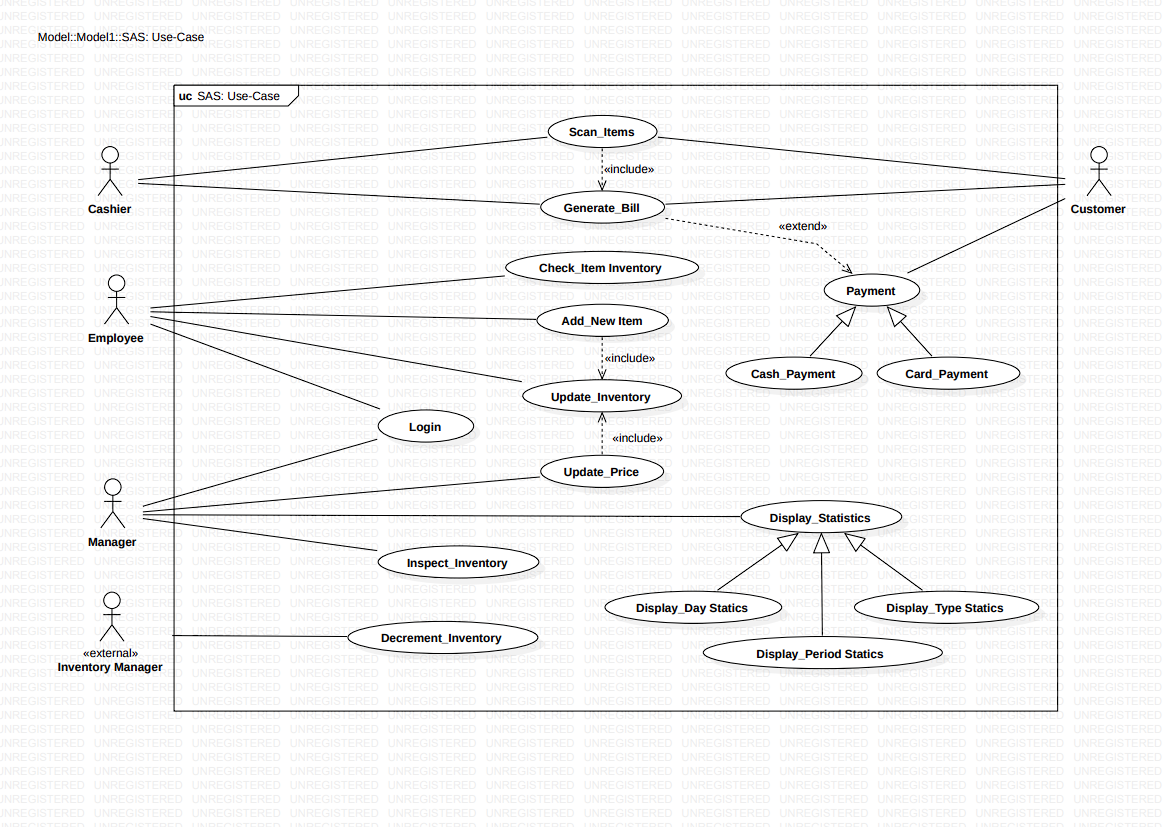 Model::Model1::SAS: Use-Case
uc SAS: Use-Case
Scan_Items
«include»
Cashier
Generate_Bill
Customer
«extend»
Check_Item Inventory
Payment
Employee
Add_New Item
«include»
Cash_Payment
Card_Payment
Update_Inventory
Login
«include»
Update_Price
Manager
Display_Statistics
Inspect_Inventory
Display_Day Statics
Display_Type Statics
Decrement_Inventory
«external»
Inventory Manager
Display_Period Statics
UNREGISTERED